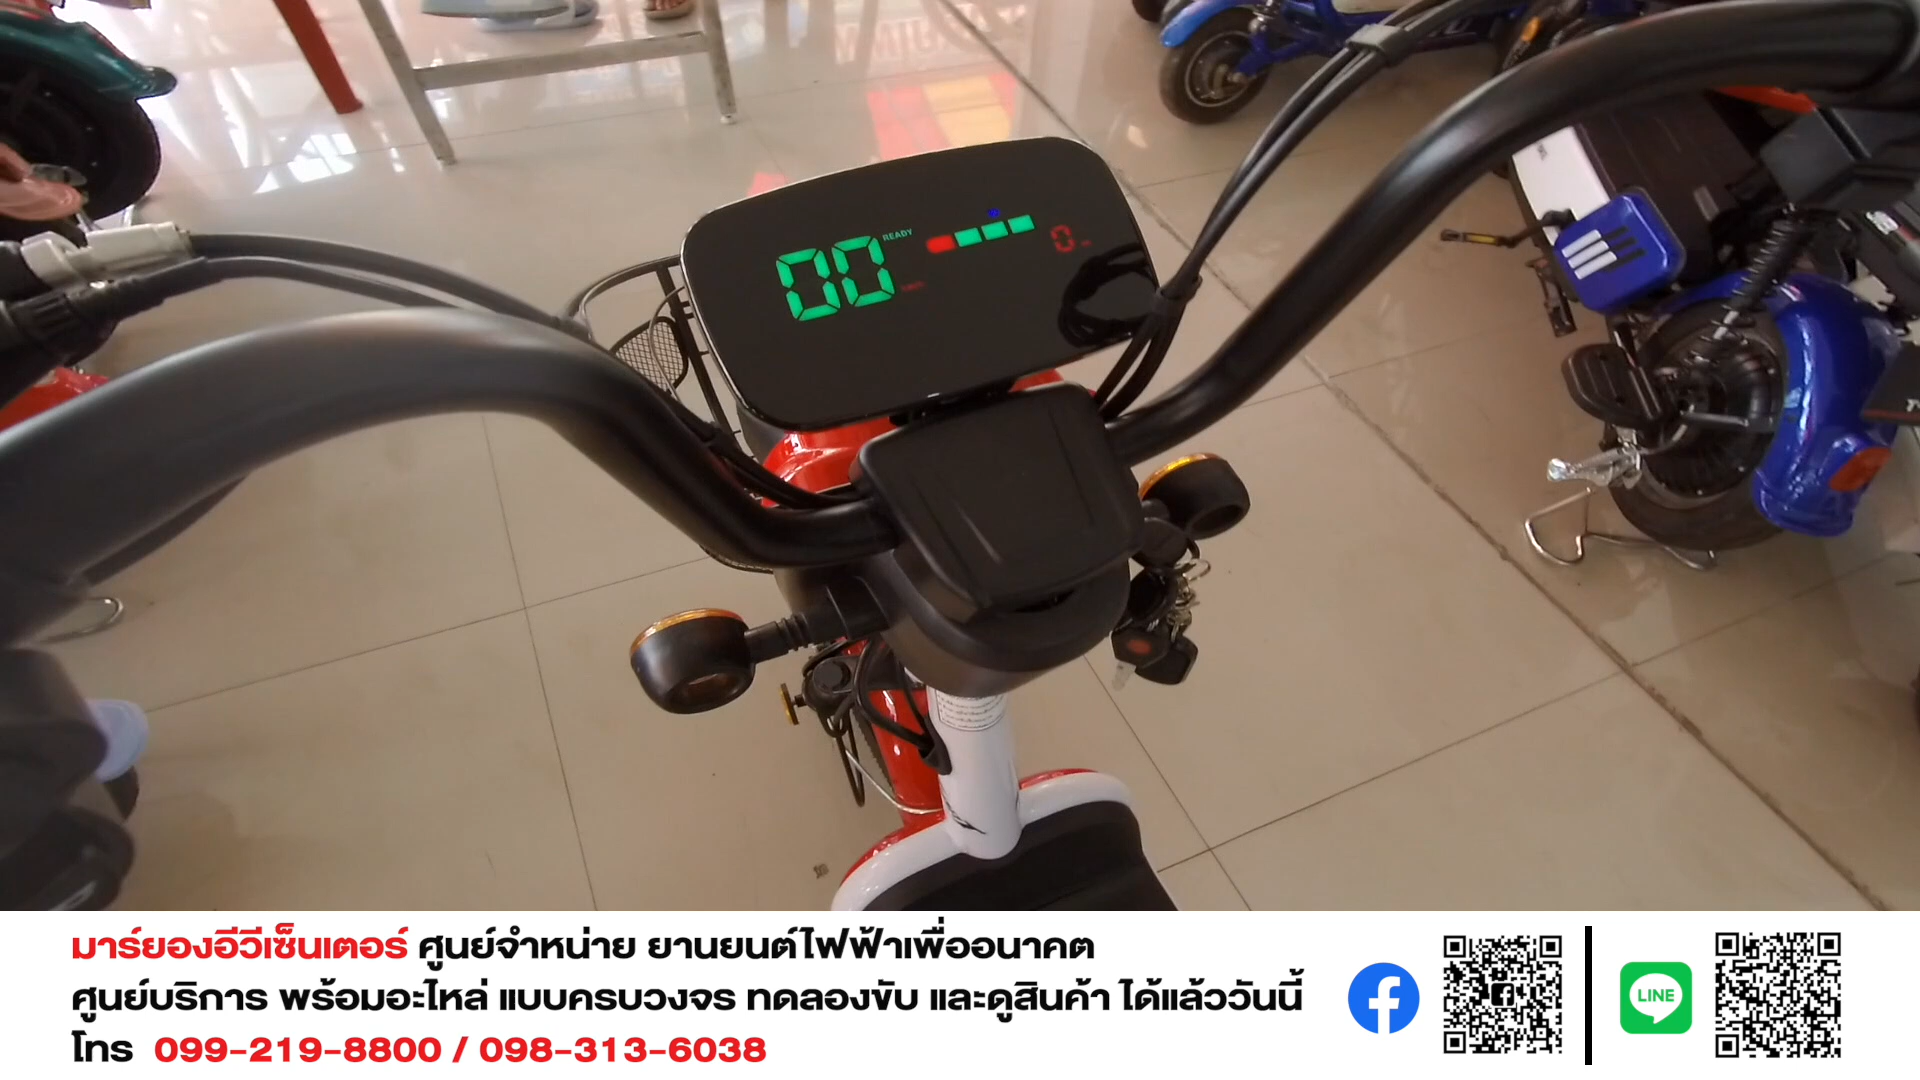 00 READY
0
มาร์ยองอีวีเซ็นเตอร์ ศูนย์จำหน่าย ยานยนต์ไฟฟ้าเพื่ออนาคต
ศูนย์บริการ พร้อมอะไหล่ แบบครบวงจร ทดลองขับ และดูสินค้า ได้แล้ววันนี้
โทร 099-219-8800 / 098-313-6038
LINE